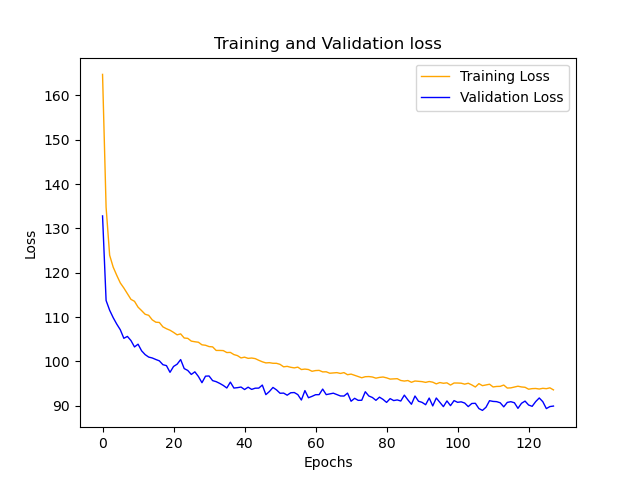 Training and Validation loss
Training Loss
Validation Loss
160
150
140
130
120
110
100
90
Loss
0 20 40 60 80 100 120
Epochs